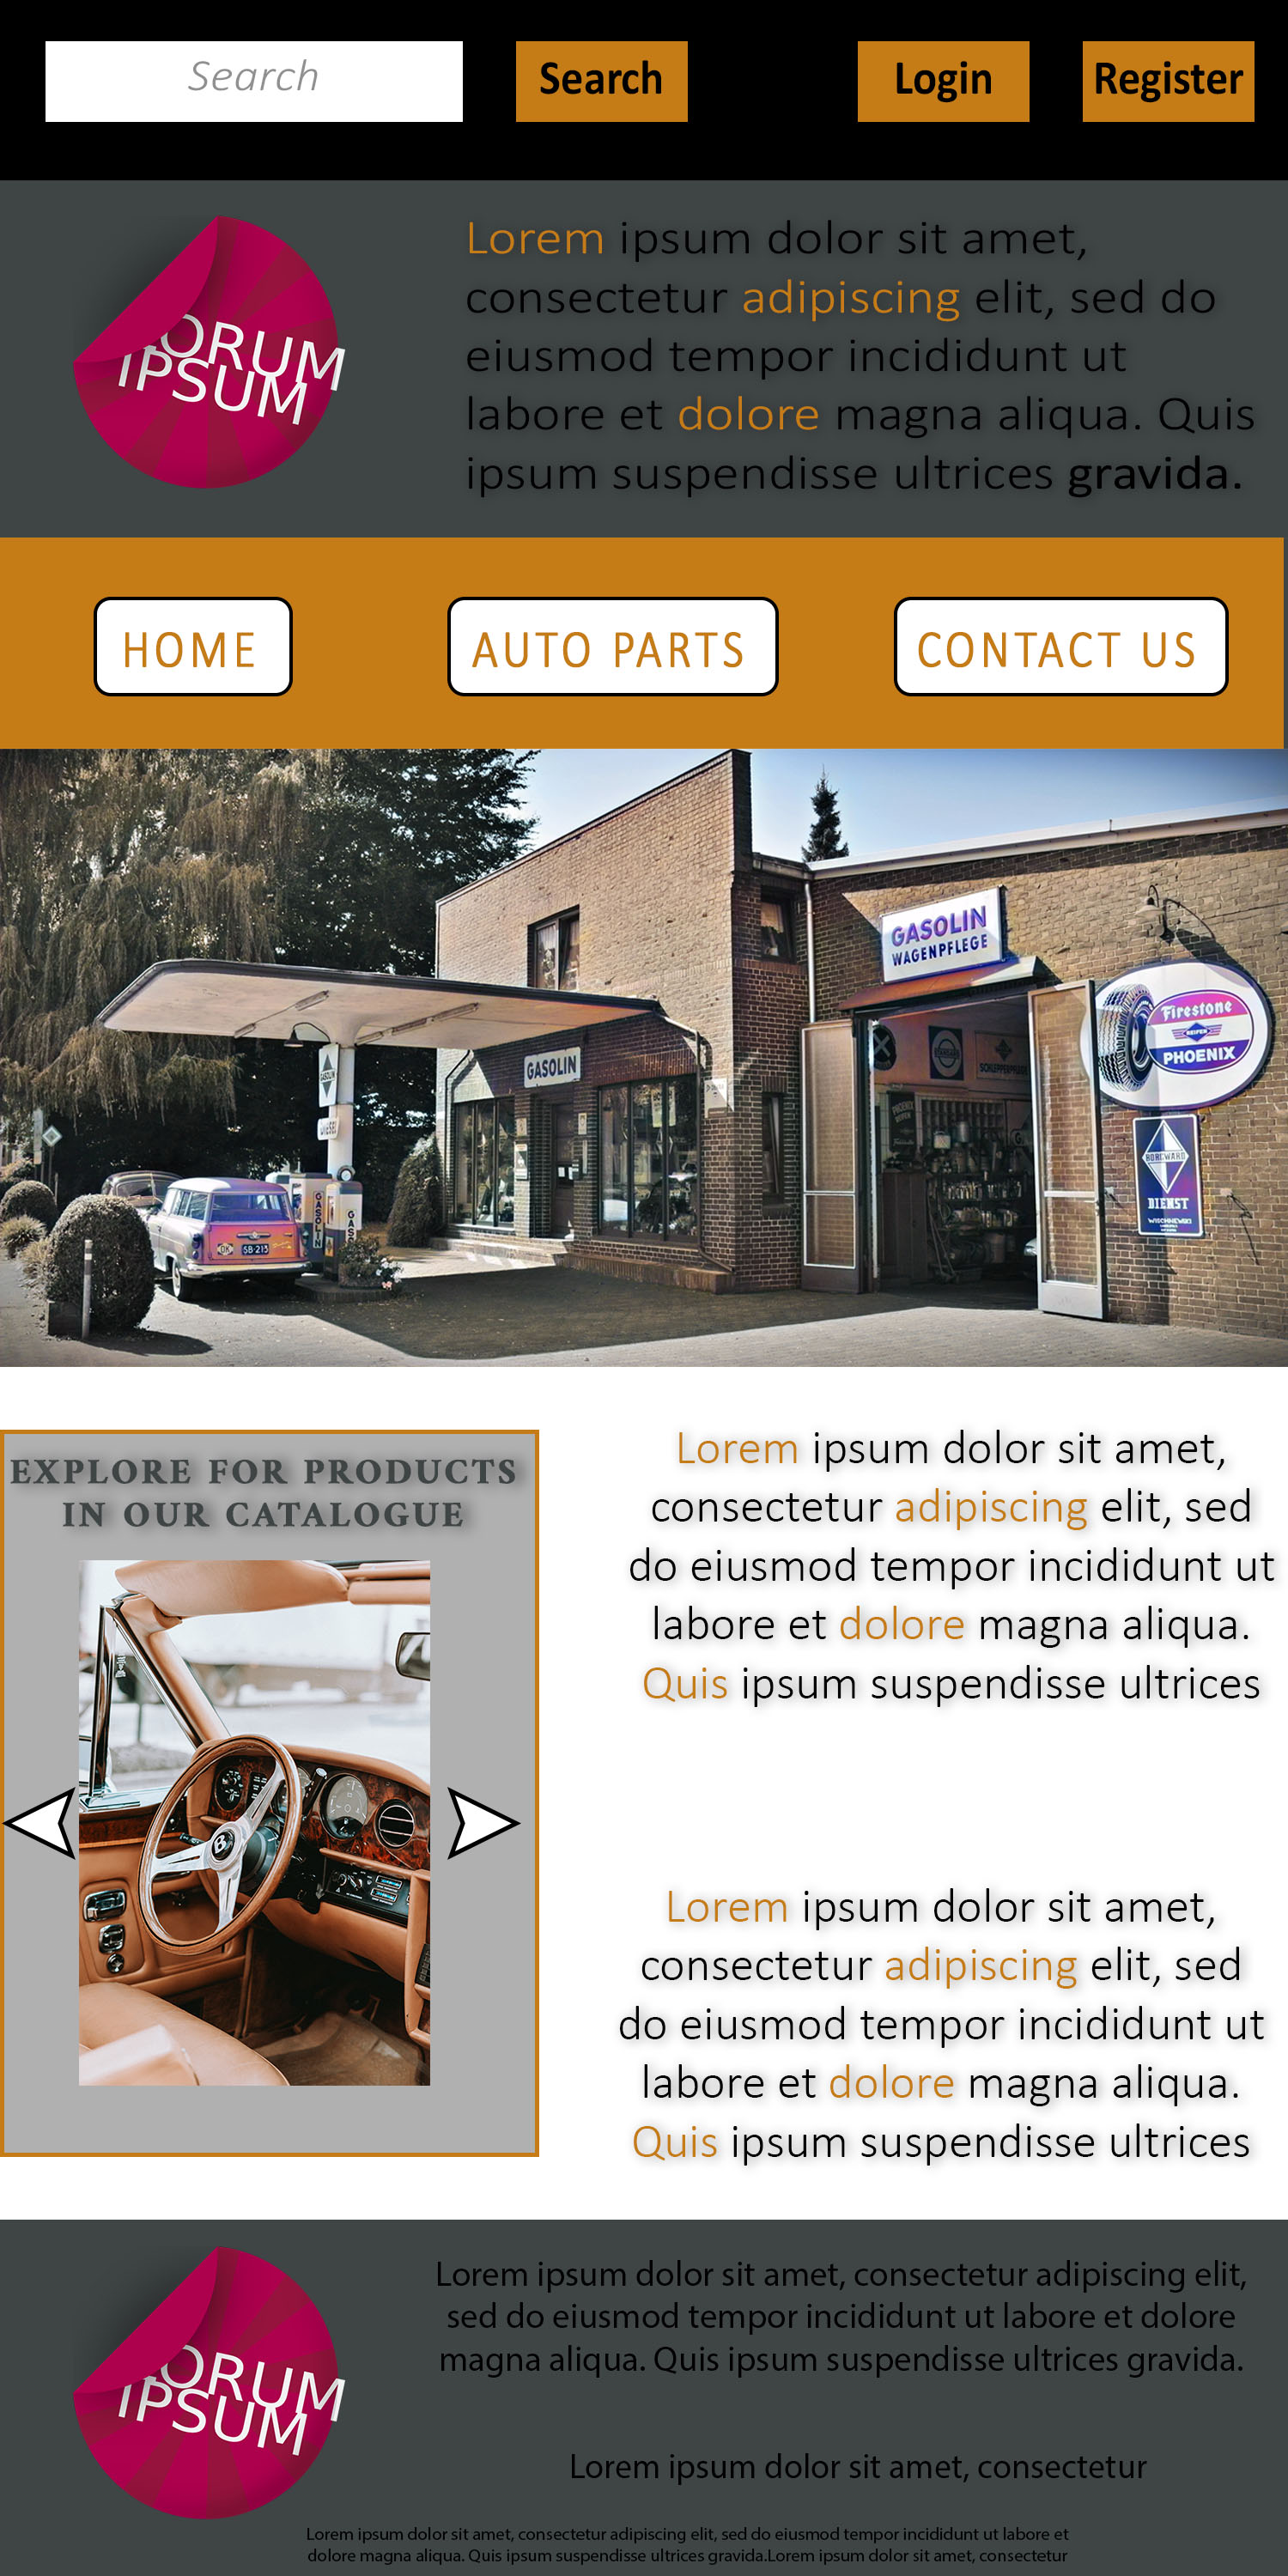 Search
Search
Login
Register
ORUM
IPSUM
Lorem ipsum dolor sit amet,
consectetur adipiscing elit, sed do
eiusmod tempor incididunt ut
labore et dolore magna aliqua. Quis
ipsum suspendisse ultrices gravida.
HOME
AUTO PARTS
CONTACT US
GASOLIN
WAGENPFLEGE
Firestone
REIFEN
PHOENIX
GASOLIN
STANDARD
DIENST
GASOLIN
SB-213
EXPLORE FOR PRODUCTS
IN OUR CATALOGUE
B
Lorem ipsum dolor sit amet,
consectetur adipiscing elit, sed
do eiusmod tempor incididunt ut
labore et dolore magna aliqua.
Quis ipsum suspendisse ultrices
Lorem ipsum dolor sit amet,
consectetur adipiscing elit, sed
do eiusmod tempor incididunt ut
labore et dolore magna aliqua.
Quis ipsum suspendisse ultrices
ORUM
IPSUM
Lorem ipsum dolor sit amet, consectetur adipiscing elit,
sed do eiusmod tempor incididunt ut labore et dolore
magna aliqua. Quis ipsum suspendisse ultrices gravida.
Lorem ipsum dolor sit amet, consectetur
Lorem ipsum dolor sit amet, consectetur adipiscing elit, sed do eiusmod tempor incididunt ut labore et
dolore magna aliqua. Quis ipsum suspendisse ultrices gravida.Lorem ipsum dolor sit amet, consectetur